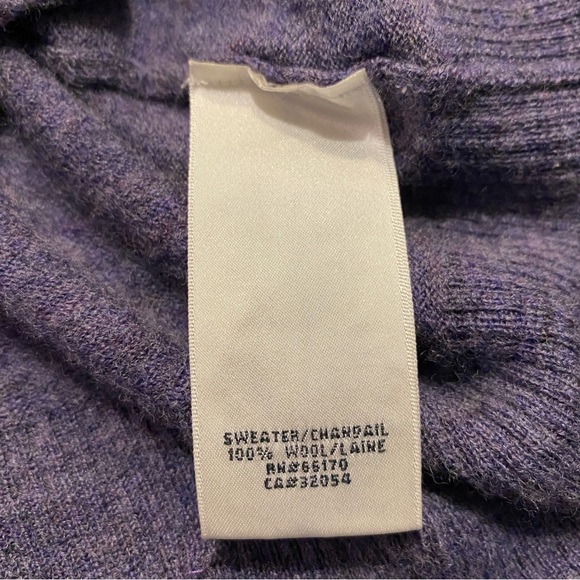 SWEATER/CHANDAIL
100% WOOL/LAINE
RN#66170
CA#32054